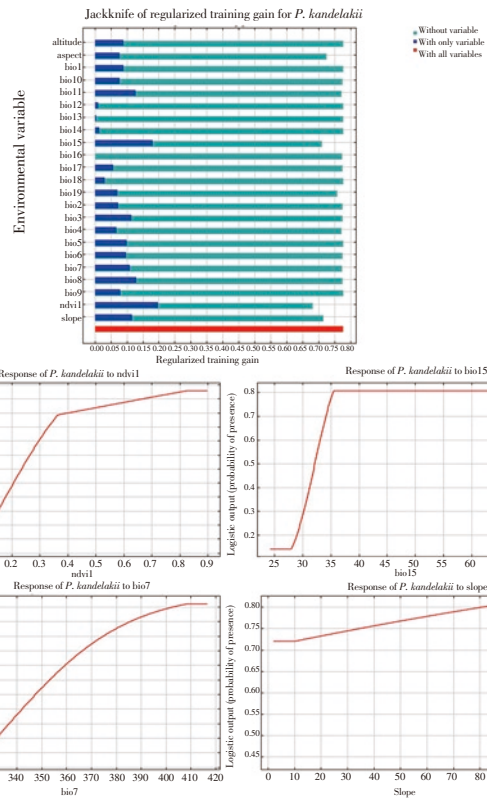 Jackknife of regularized training gain for P. kandelakii
Without variable
With only variable
With all variables
Environmental variable
altitude
aspect
bio1
bio10
bio11
bio12
bio13
bio14
bio15
bio16
bio17
bio18
bio19
bio2
bio3
bio4
bio5
bio6
bio7
bio8
bio9
ndvi1
slope
0.00 0.05 0.10 0.15 0.20 0.25 0.30 0.35 0.40 0.45 0.50 0.55 0.60 0.65 0.70 0.75 0.80
Regularized training gain
Response of P. kandelakii to ndvi1
0.2 0.3 0.4 0.5 0.6 0.7 0.8 0.9
ndvi1
Response of P. kandelakii to bio15
Logistic output (probability of presence)
0.8
0.7
0.6
0.5
0.4
0.3
0.2
25 30 35 40 45 50 55 60
bio15
Response of P. kandelakii to bio7
340 350 360 370 380 390 400 410 420
bio7
Response of P. kandelakii to slope
Logistic output (probability of presence)
0.80
0.75
0.70
0.65
0.60
0.55
0.50
0.45
0 10 20 30 40 50 60 70 80
Slope